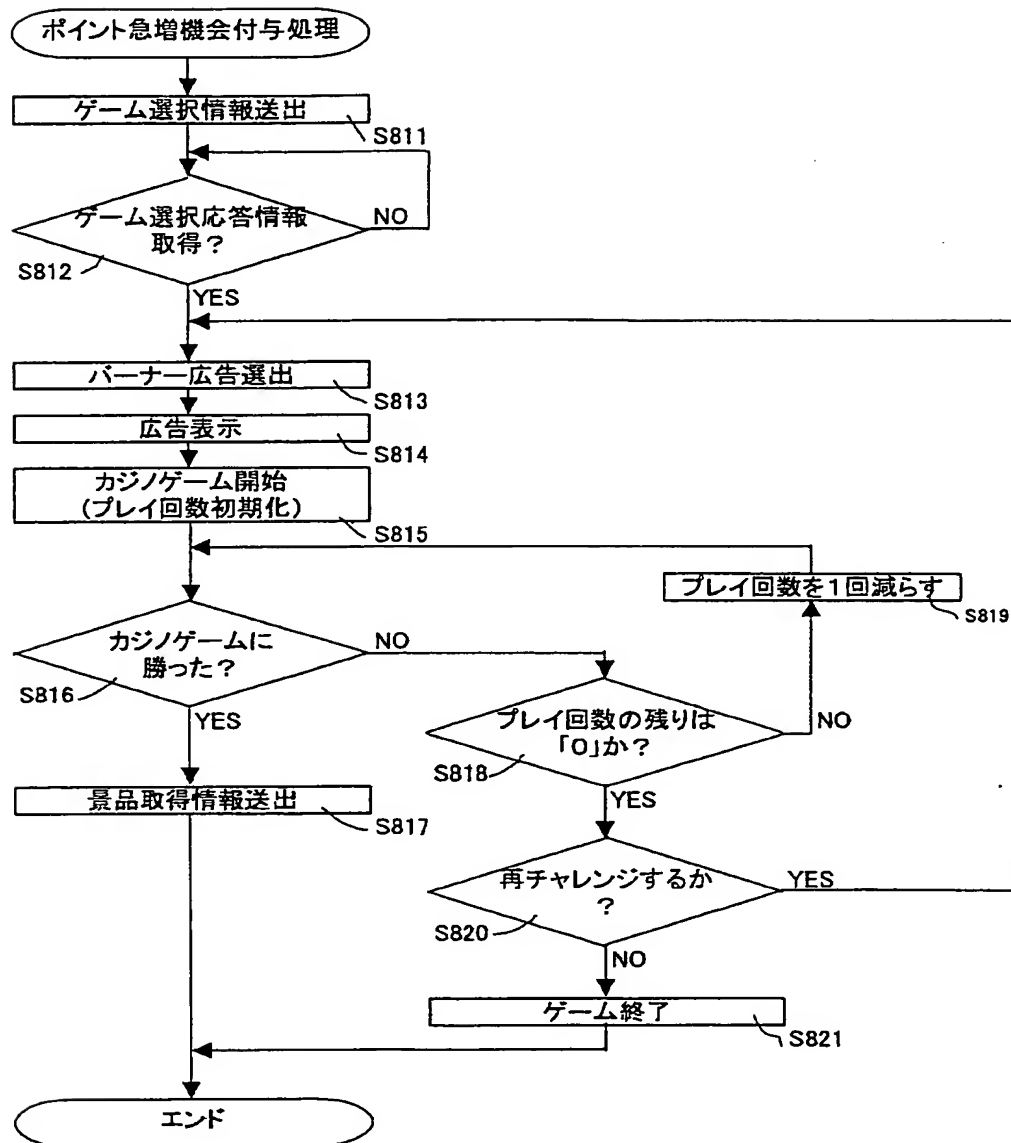 ポイント急増機会付与処理
ゲーム選択情報送出
S811
ゲーム選択応答情報
取得？
NO
S812
YES
バーナー広告選出
S813
広告表示
S814
カジノゲーム開始
（プレイ回数初期化）
S815
プレイ回数を１回減らす
S819
カジノゲームに
勝った？
NO
S816
YES
プレイ回数の残りは
「０」か？
NO
S818
YES
景品取得情報送出
S817
再チャレンジするか
？
YES
S820
NO
ゲーム終了
S821
エンド